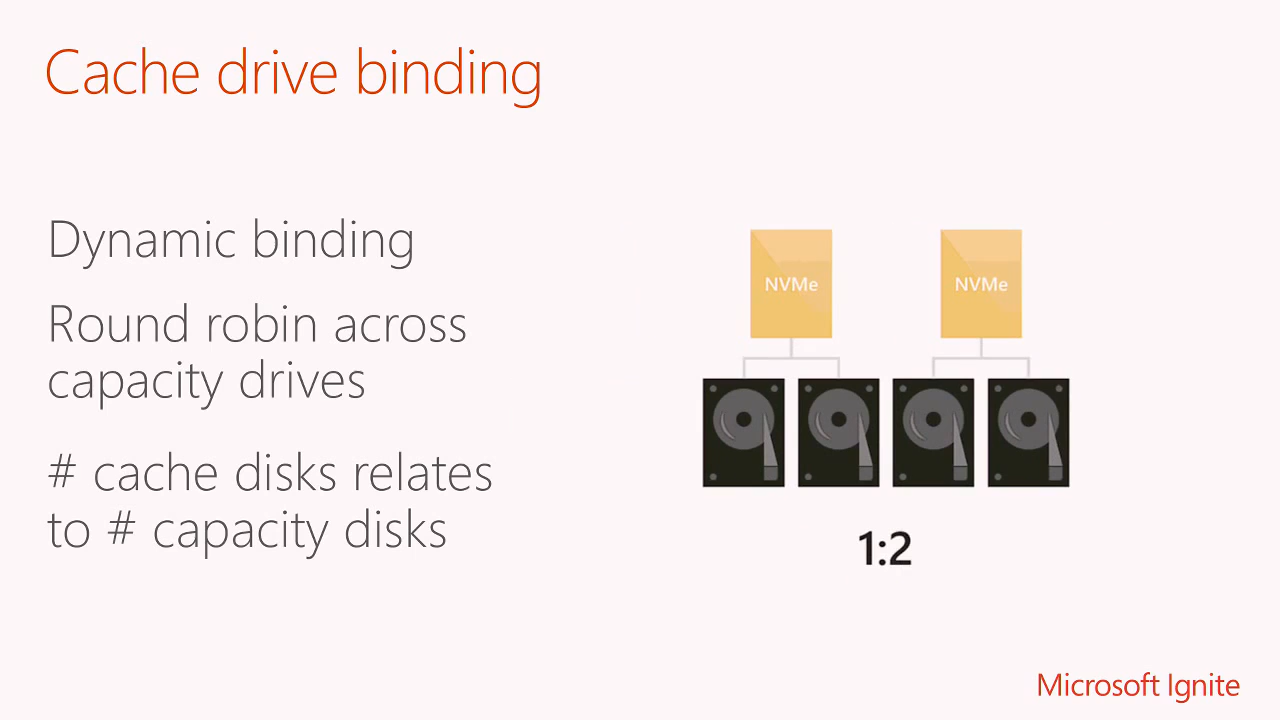 Cache drive binding
Dynamic binding
Round robin across
capacity drives
# cache disks relates
to # capacity disks
NVMe
NVMe
1:2
Microsoft Ignite